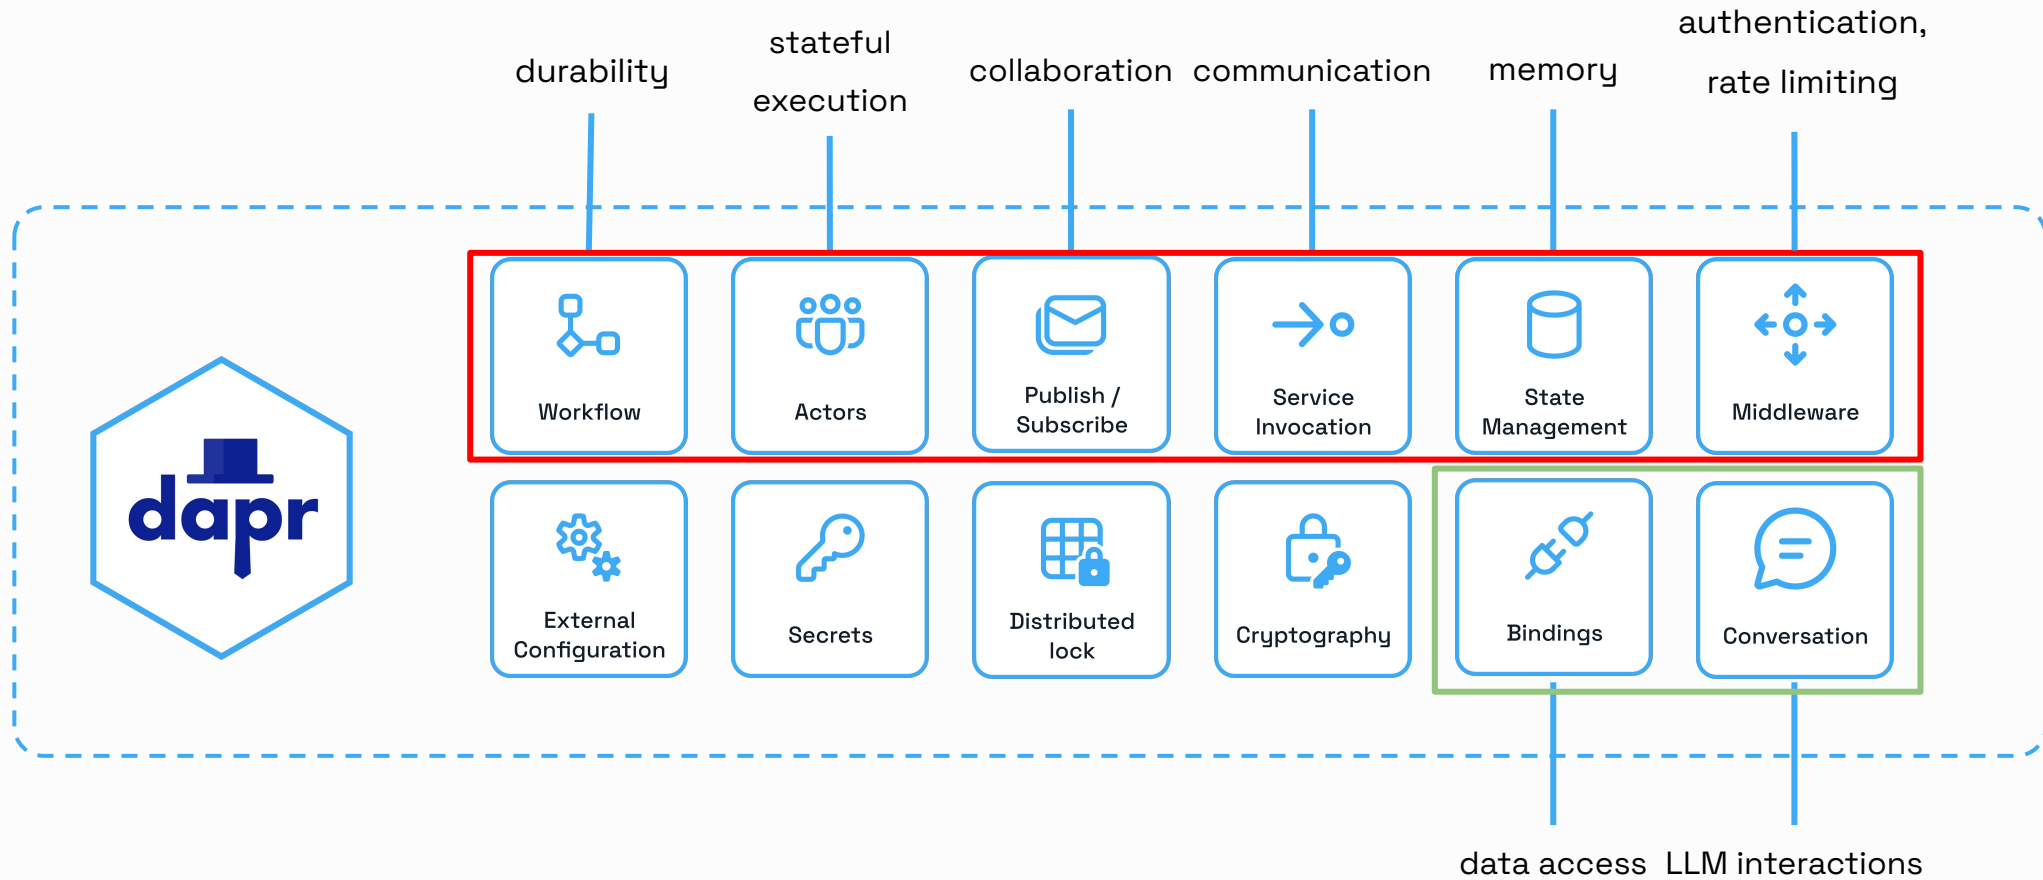 durability
stateful
execution
collaboration
communication
memory
authentication,
rate limiting
dapr
Workflow
Actors
Publish /
Subscribe
Service
Invocation
State
Management
Middleware
External
Configuration
Secrets
Distributed
lock
Cryptography
Bindings
Conversation
data access
LLM interactions